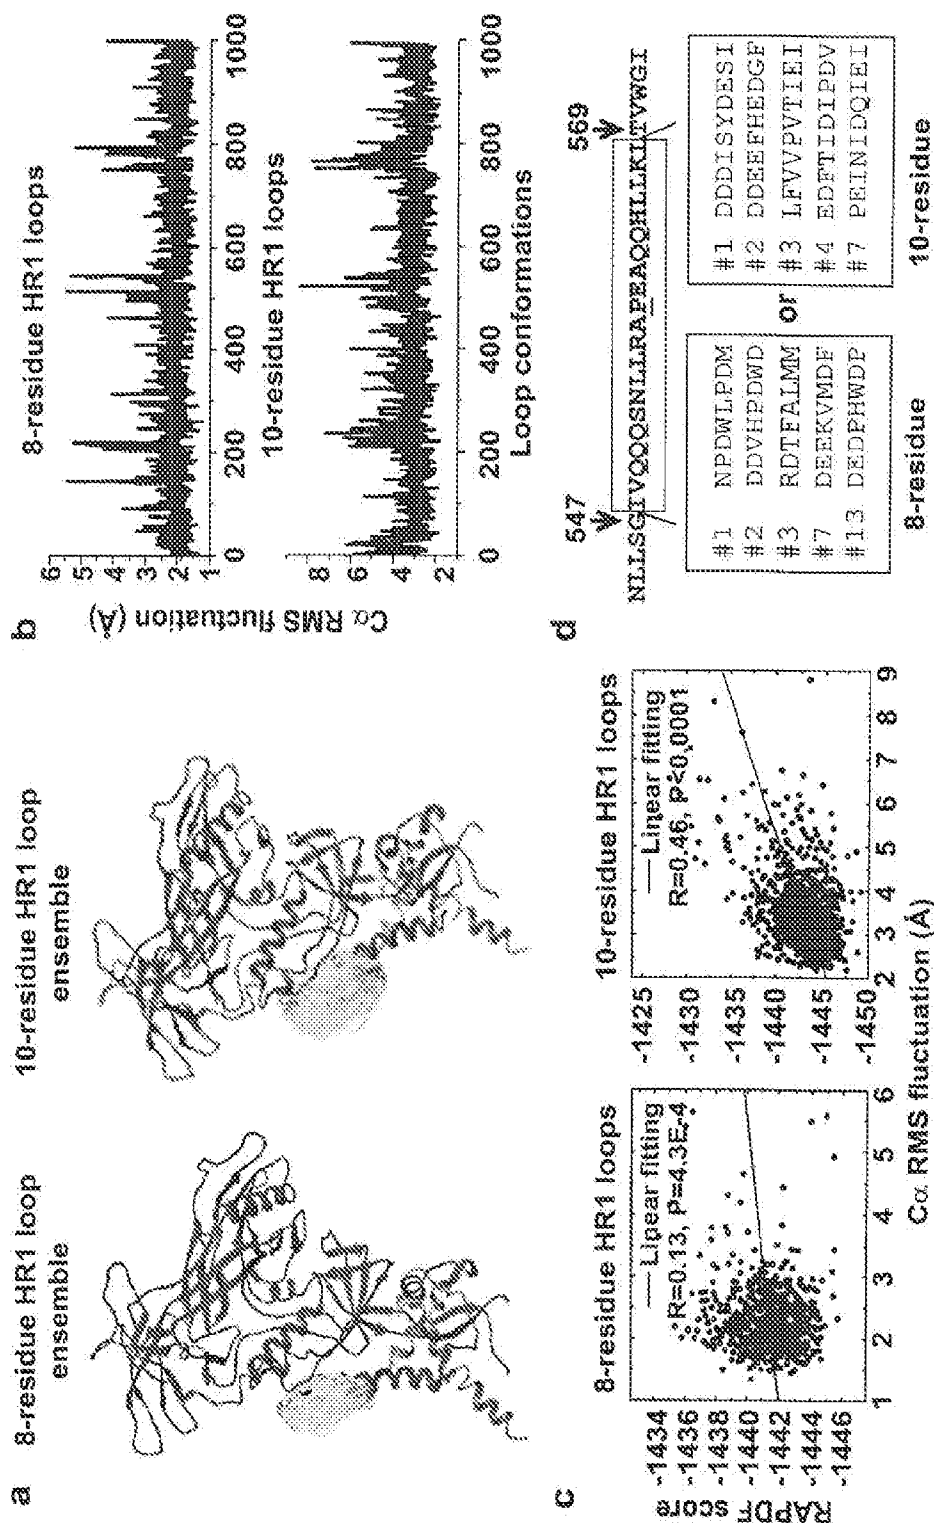 a
8-residue HR1 loop
ensemble
10-residue HR1 loop
ensemble
b
8-residue HR1 loops
6
5
4
3
2
1
0 200 400 600 800 1000
10-residue HR1 loops
8
6
4
2
0 200 400 600 800 1000
Loop conformations
Cα RMS fluctuation (Å)
c
8-residue HR1 loops
Linear fitting
R=0.13, P=4.3E-4
-1434
-1436
-1438
-1440
-1442
-1444
-1446
1 2 3 4 5 6
RAPDF score
10-residue HR1 loops
Linear fitting
R=0.46, P<0.0001
-1425
-1430
-1435
-1440
-1445
-1450
2 3 4 5 6 7 8 9
Cα RMS fluctuation (Å)
d
547 569
NLLSGIVQQQSNLLRAPEAQQHLLKLTVWGI
#1 NPDWLPDM
#2 DDVHPDWD
#3 RDTFALMM
#7 DEEKVMDF
#13 DEDPHWDP
8-residue
or
#1 DDDISYDESI
#2 DDEEFHEDGF
#3 LFVVPVTIEI
#4 EDFTIDIPDV
#7 PEINIDQIEI
10-residue